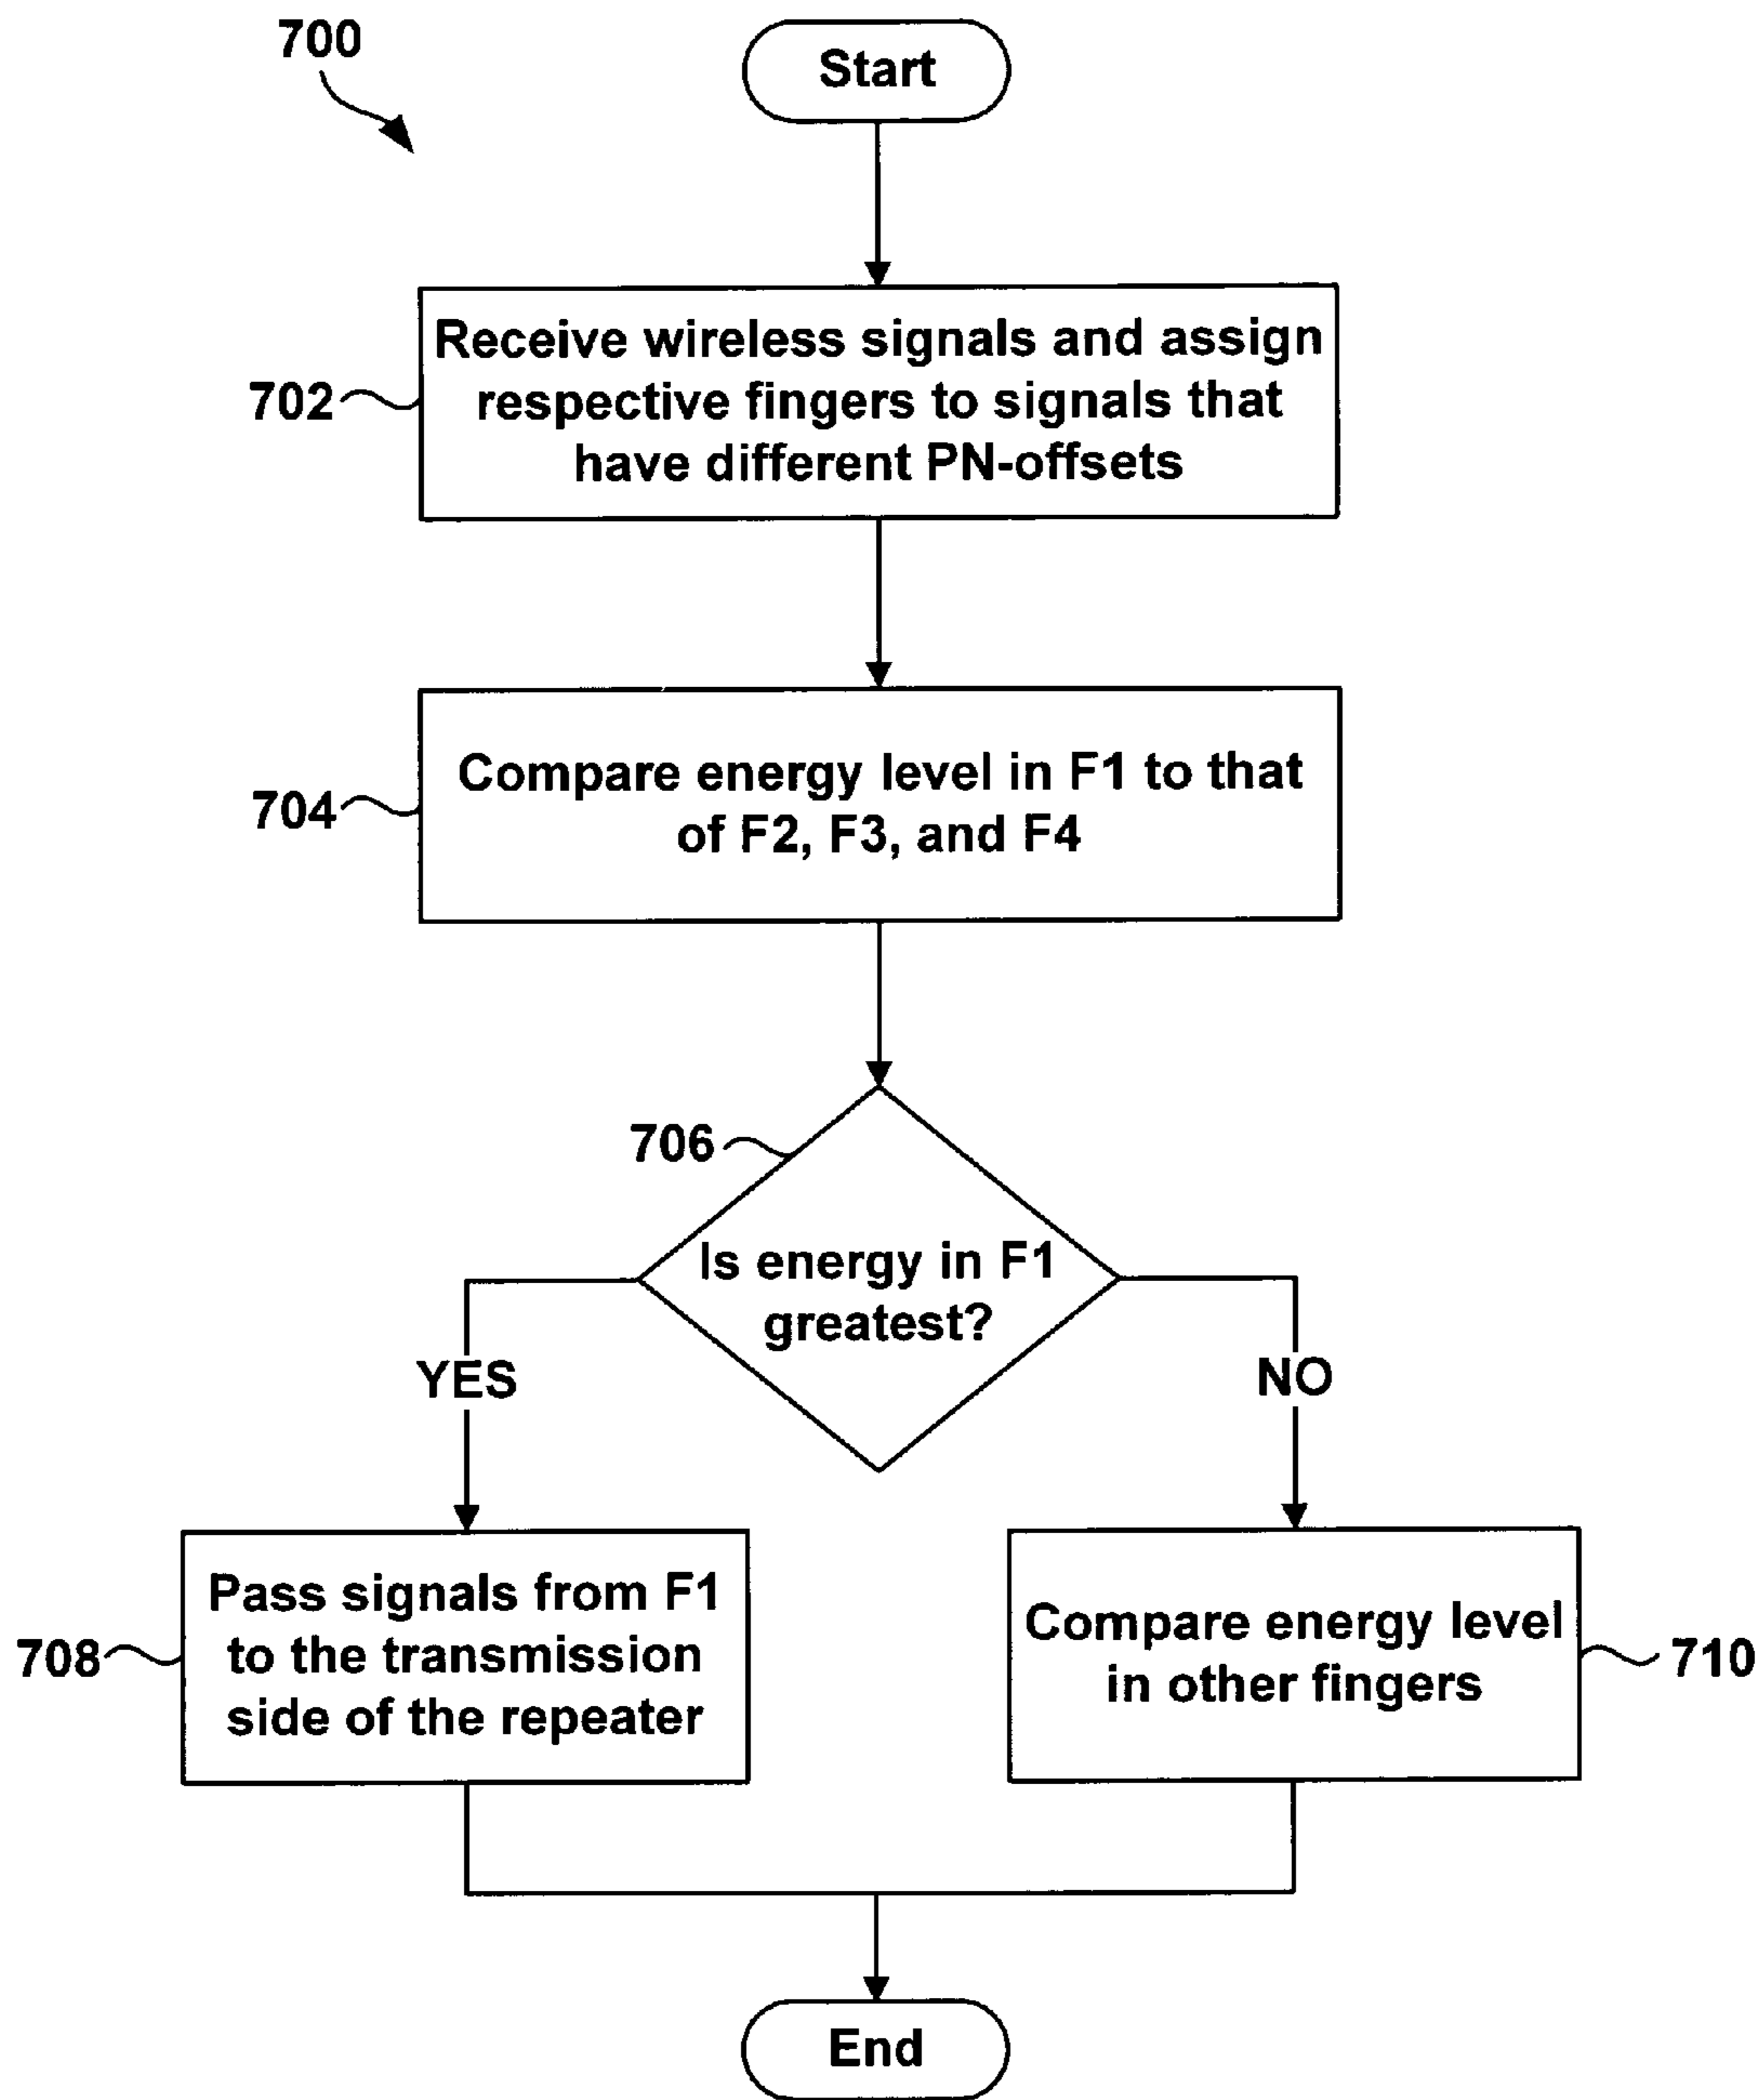 700
Start
702
Receive wireless signals and assign
respective fingers to signals that
have different PN-offsets
704
Compare energy level in F1 to that
of F2, F3, and F4
706
Is energy in F1
greatest?
YES
NO
708
Pass signals from F1
to the transmission
side of the repeater
Compare energy level
in other fingers
710
End